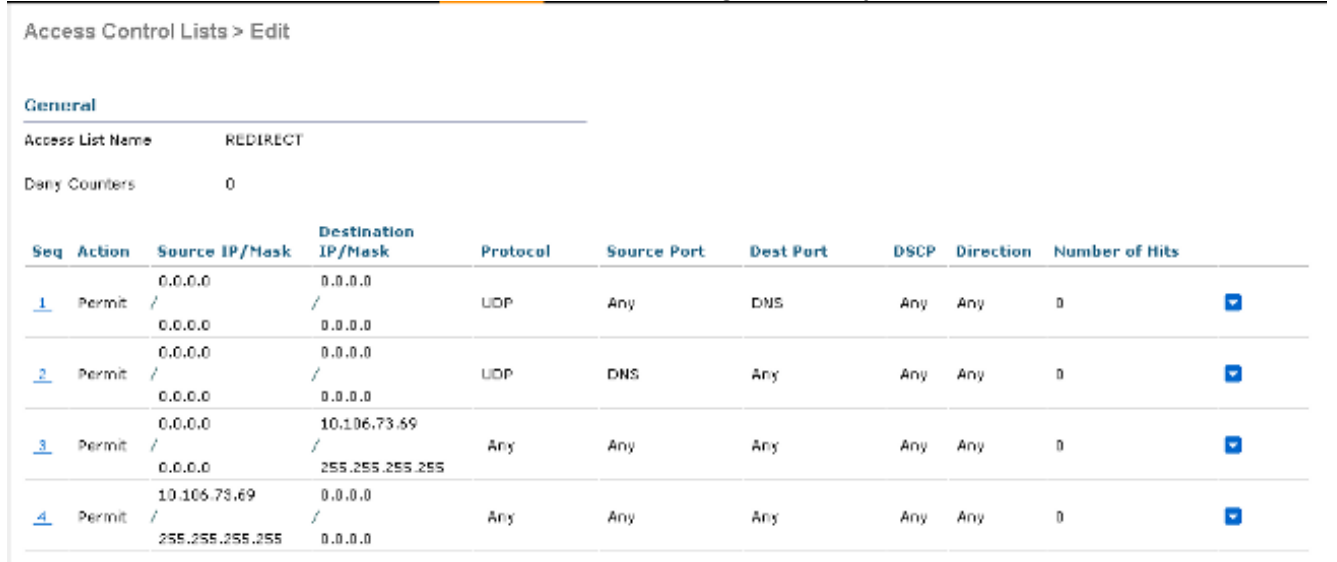 Access Control Lists > Edit
General
Access List Name REDIRECT
Deny Counters 0
Seq Action Source IP/Mask Destination IP/Mask Protocol Source Port Dest Port DSCP Direction Number of Hits
1 Permit 0.0.0.0 / 0.0.0.0 0.0.0.0 / 0.0.0.0 UDP Any DNS Any Any 0
2 Permit 0.0.0.0 / 0.0.0.0 0.0.0.0 / 0.0.0.0 UDP DNS Any Any Any 0
3 Permit 0.0.0.0 / 0.0.0.0 10.106.73.69 / 255.255.255.255 Any Any Any Any Any 0
4 Permit 10.106.73.69 / 255.255.255.255 0.0.0.0 / 0.0.0.0 Any Any Any Any Any 0